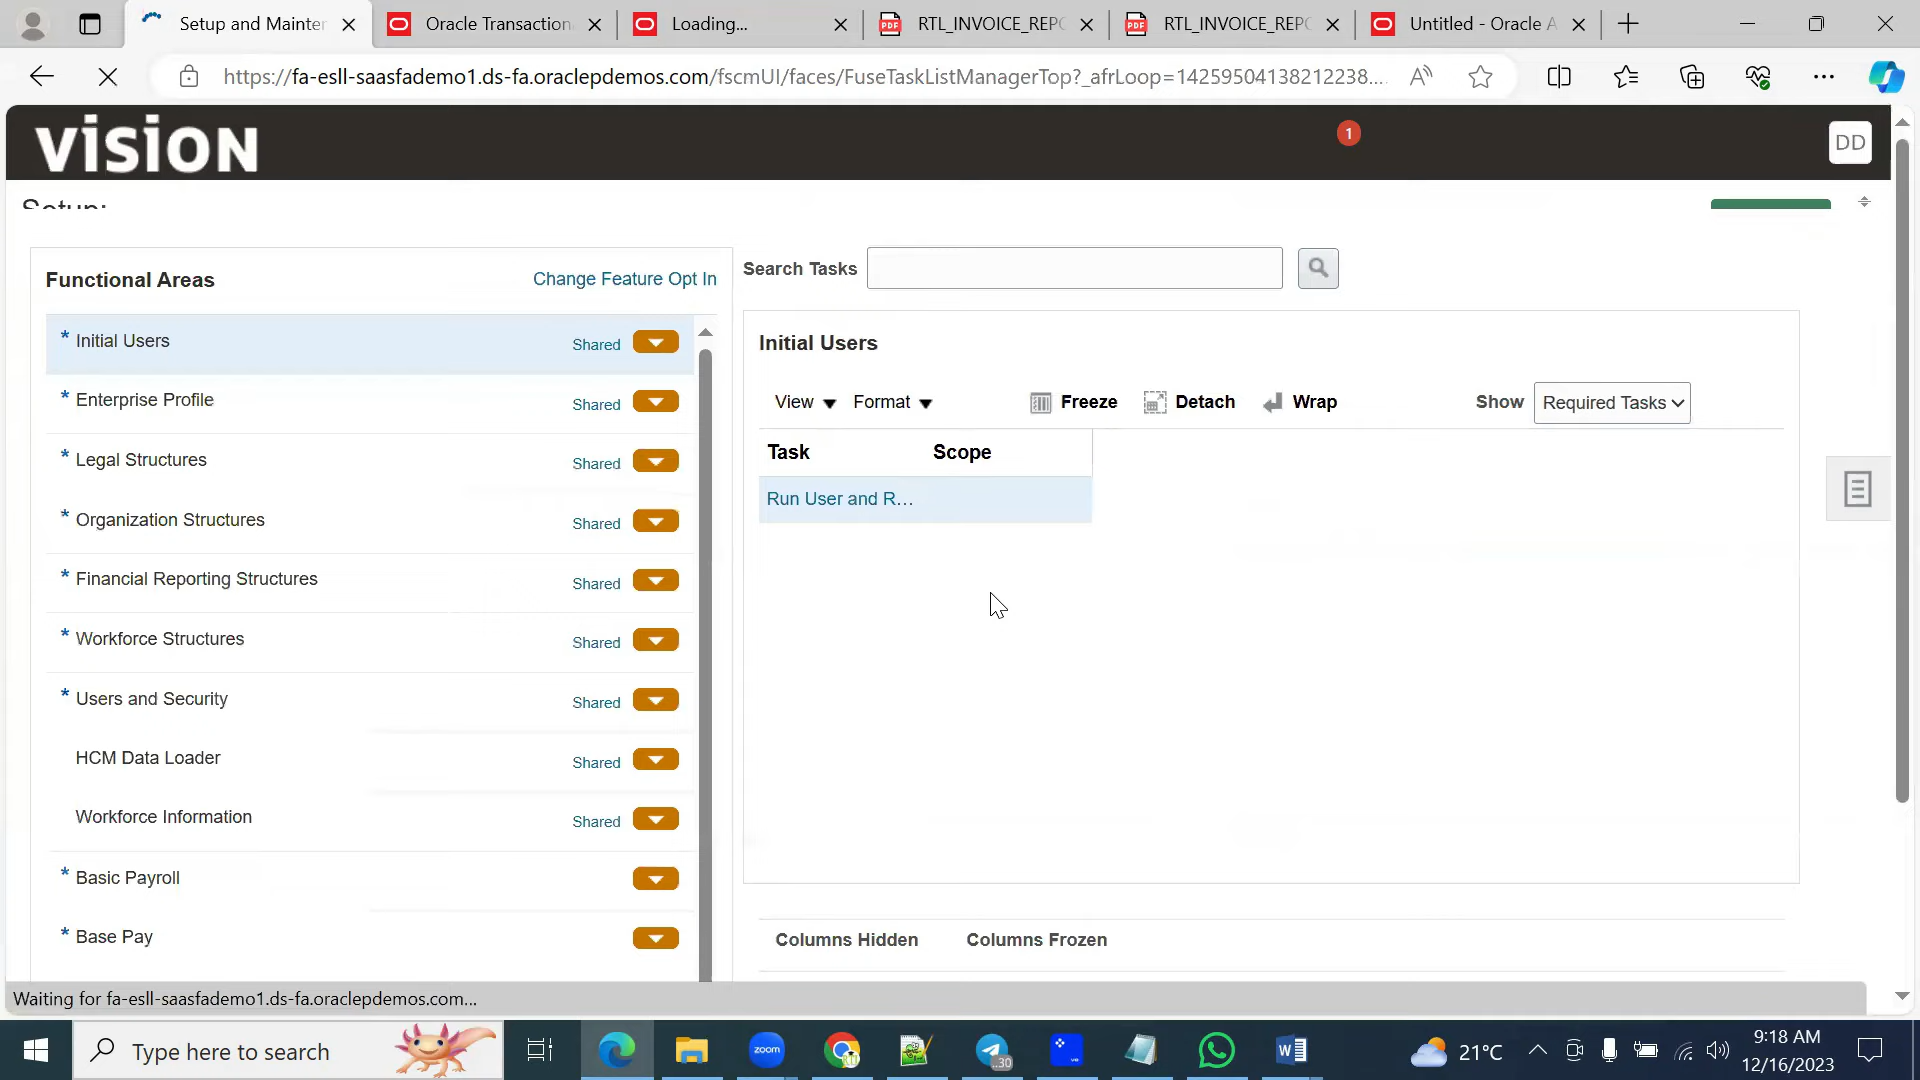 Setup and Mainter
Oracle Transaction
Loading...
RTL_INVOICE_REPO
RTL_INVOICE_REPO
Untitled - Oracle A
https://fa-esll-saasfademo1.ds-fa.oraclepdemos.com/fscmUI/faces/FuseTaskListManagerTop?_afrLoop=14259504138212238....
vision
1
DD
Setup:
Functional Areas
Change Feature Opt In
* Initial Users Shared
* Enterprise Profile Shared
* Legal Structures Shared
* Organization Structures Shared
* Financial Reporting Structures Shared
* Workforce Structures Shared
* Users and Security Shared
HCM Data Loader Shared
Workforce Information Shared
* Basic Payroll
* Base Pay
Search Tasks
Initial Users
View Format Freeze Detach Wrap Show Required Tasks
Task Scope
Run User and R...
Columns Hidden Columns Frozen
Waiting for fa-esll-saasfademo1.ds-fa.oraclepdemos.com...
Type here to search
zoom
30
21°C
9:18 AM
12/16/2023